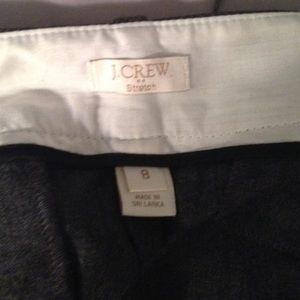 J.CREW
Stretch
8
MADE IN
SRI LANKA